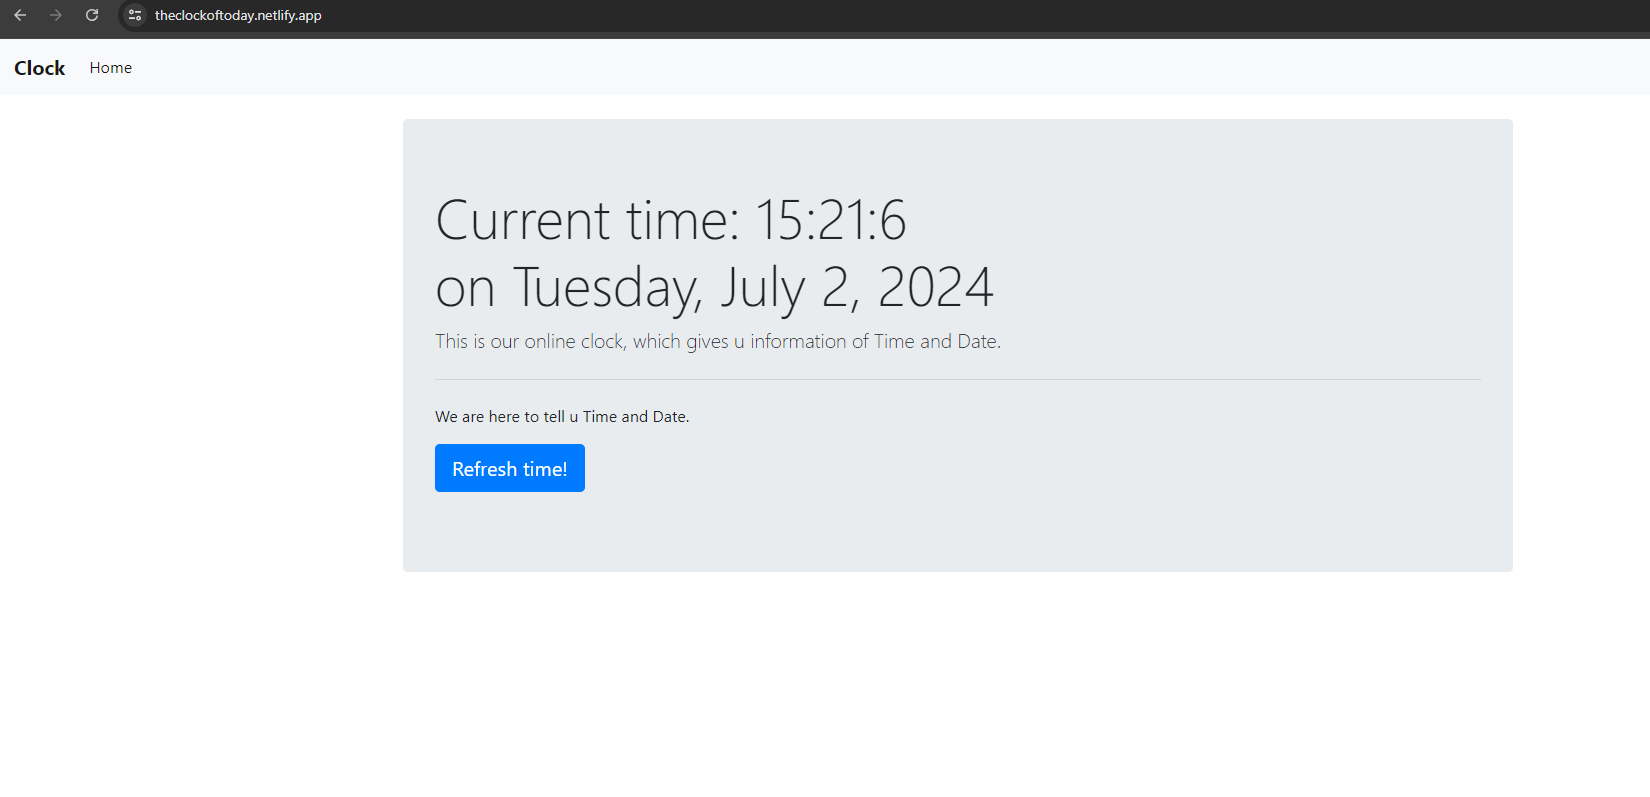 theclockoftoday.netlify.app
Clock Home
Current time: 15:21:6
on Tuesday, July 2, 2024
This is our online clock, which gives u information of Time and Date.
We are here to tell u Time and Date.
Refresh time!